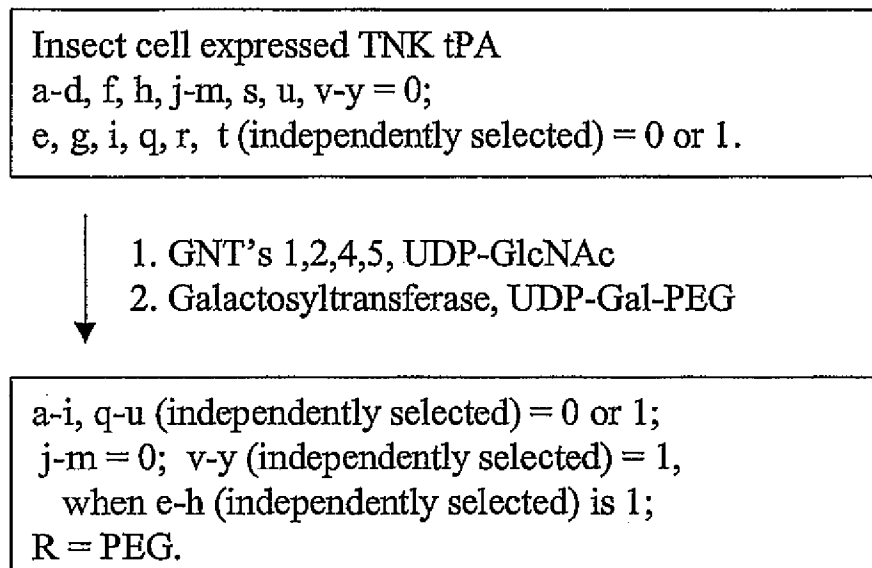 Insect cell expressed TNK tPA
a-d, f, h, j-m, s, u, v-y = 0;
e, g, i, q, r, t (independently selected) = 0 or 1.
1. GNT's 1,2,4,5, UDP-GlcNAc
2. Galactosyltransferase, UDP-Gal-PEG
a-i, q-u (independently selected) = 0 or 1;
j-m = 0; v-y (independently selected) = 1,
when e-h (independently selected) is 1;
R = PEG.